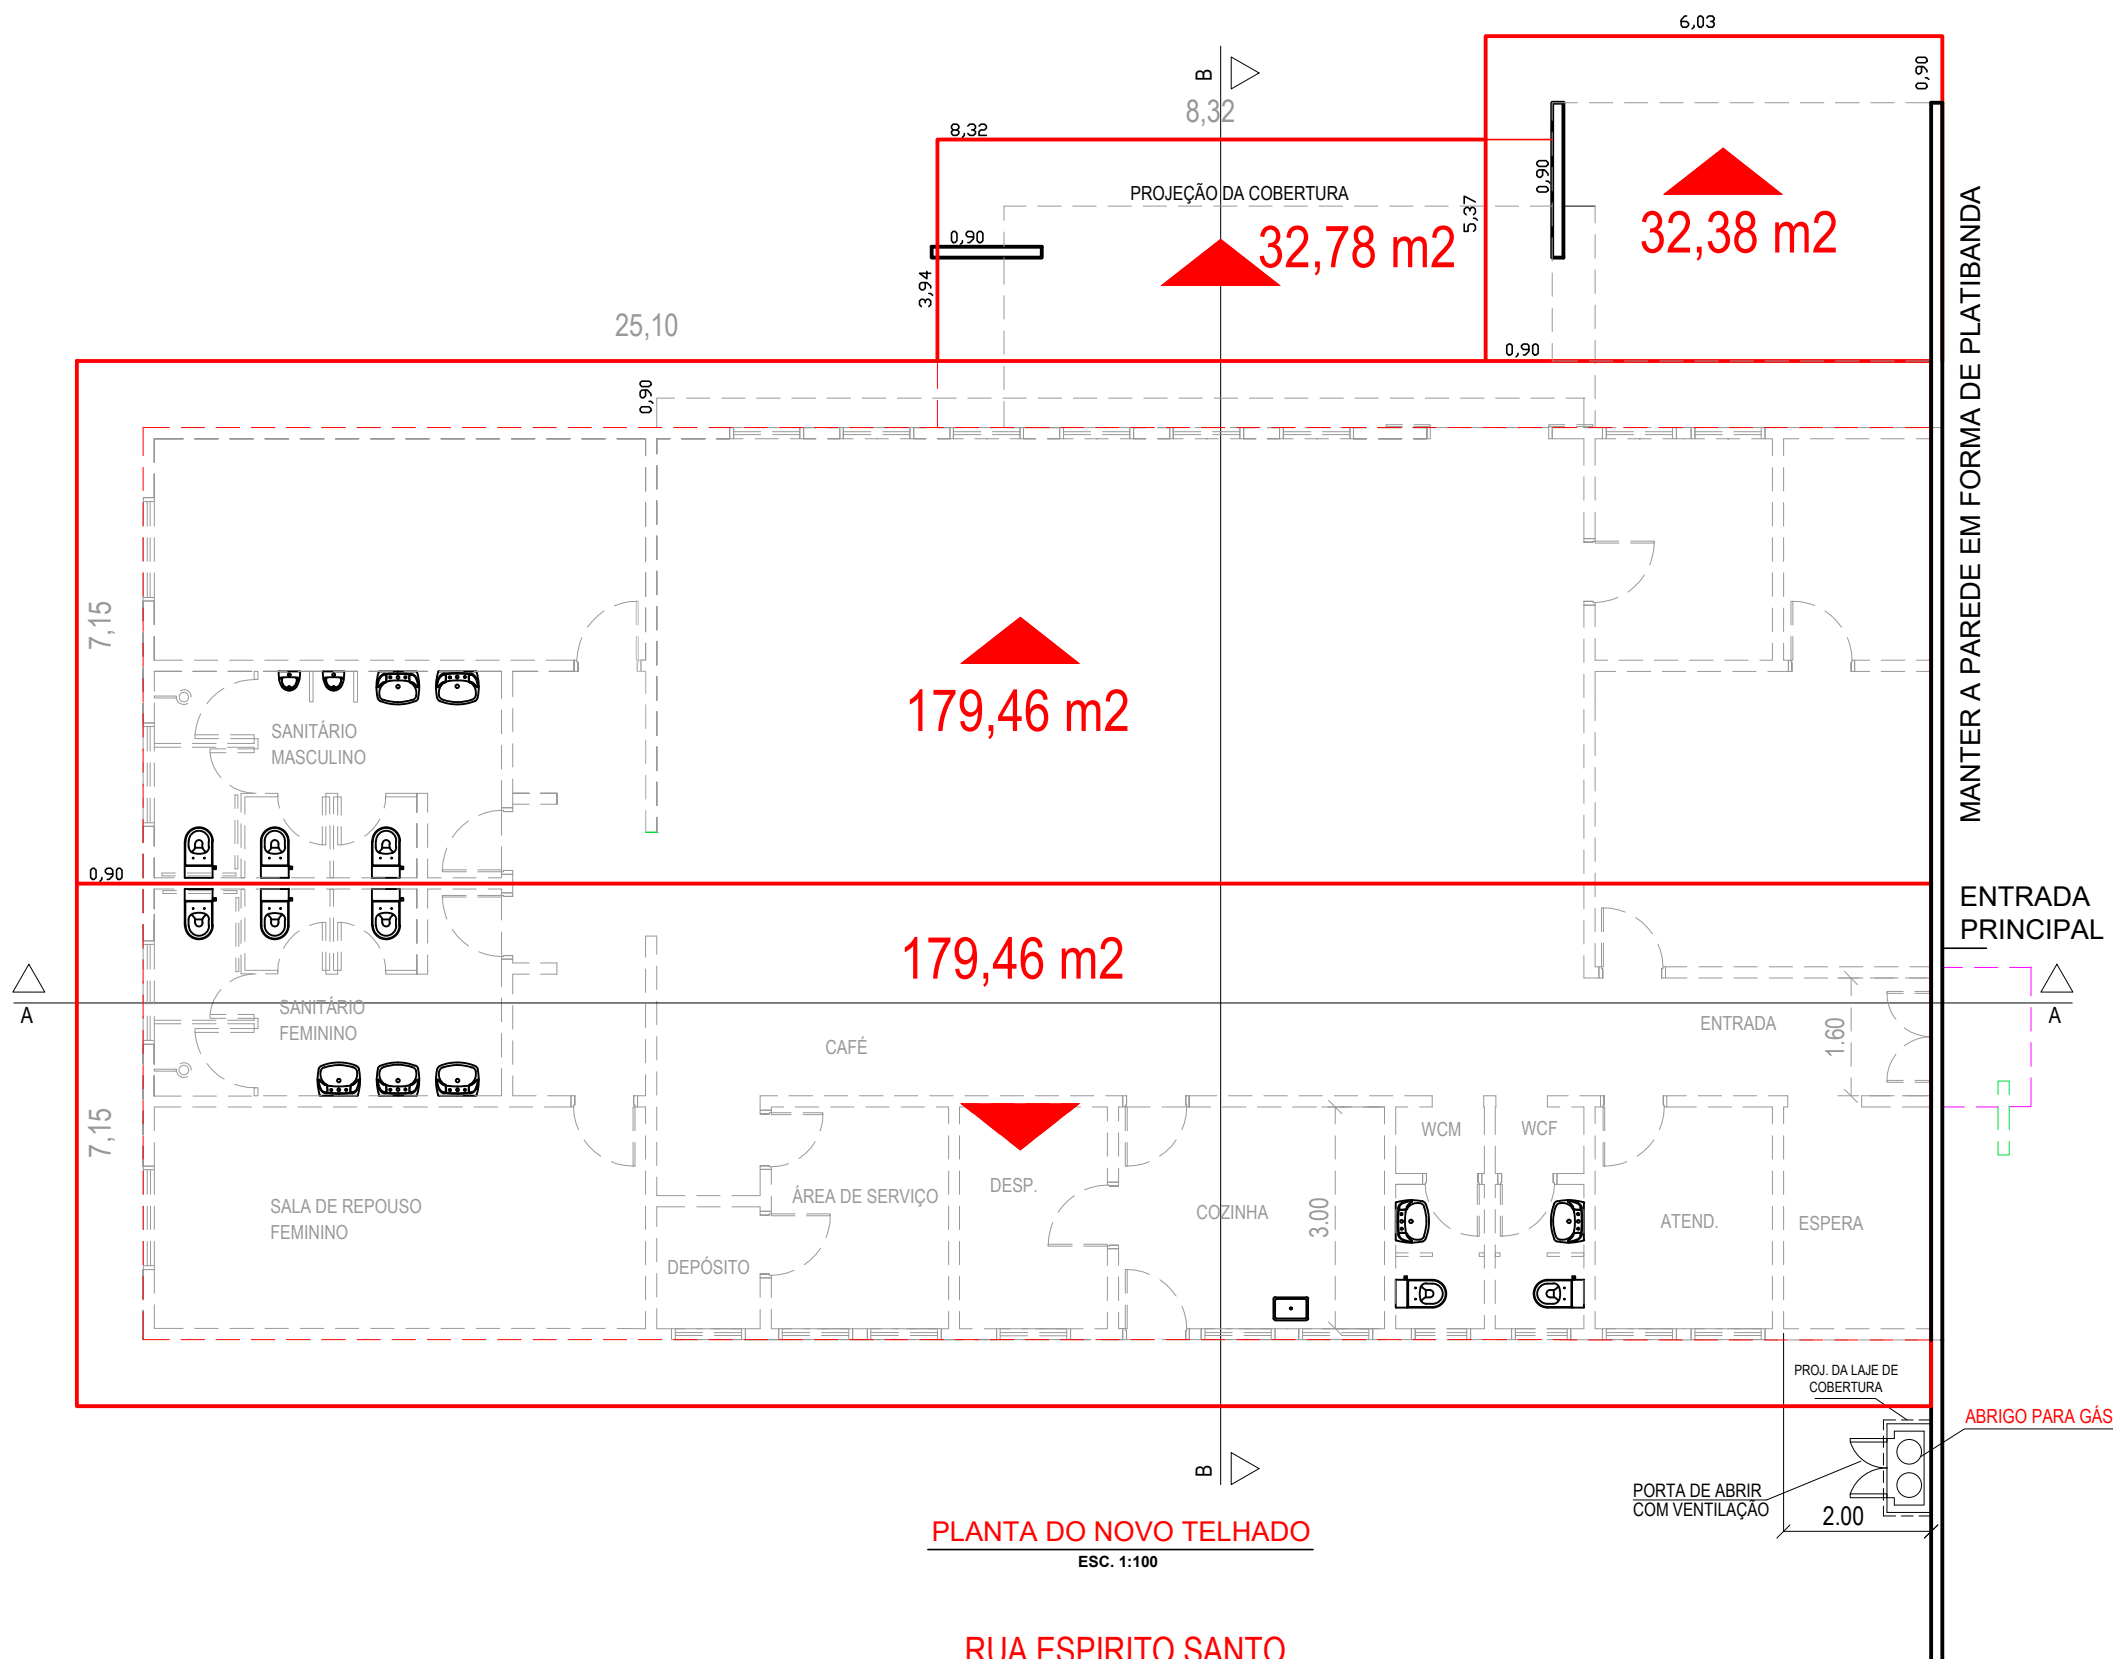 6,03
0,90
B
8,32
8,32
0,90
PROJEÇÃO DA COBERTURA
5,37
32,38 m2
32,78 m2
0,90
3,94
25,10
0,90
0,90
MANTER A PAREDE EM FORMA DE PLATIBANDA
7,15
179,46 m2
SANITÁRIO
MASCULINO
0,90
ENTRADA
PRINCIPAL
179,46 m2
A
A
SANITÁRIO
FEMININO
CAFÉ
ENTRADA
1.60
7,15
WCM
WCF
SALA DE REPOUSO
FEMININO
ÁREA DE SERVIÇO
DESP.
COZINHA
3.00
ATEND.
ESPERA
DEPÓSITO
PROJ. DA LAJE DE
COBERTURA
ABRIGO PARA GÁS
B
PORTA DE ABRIR
COM VENTILAÇÃO
2.00
PLANTA DO NOVO TELHADO
ESC. 1:100
RUA ESPIRITO SANTO